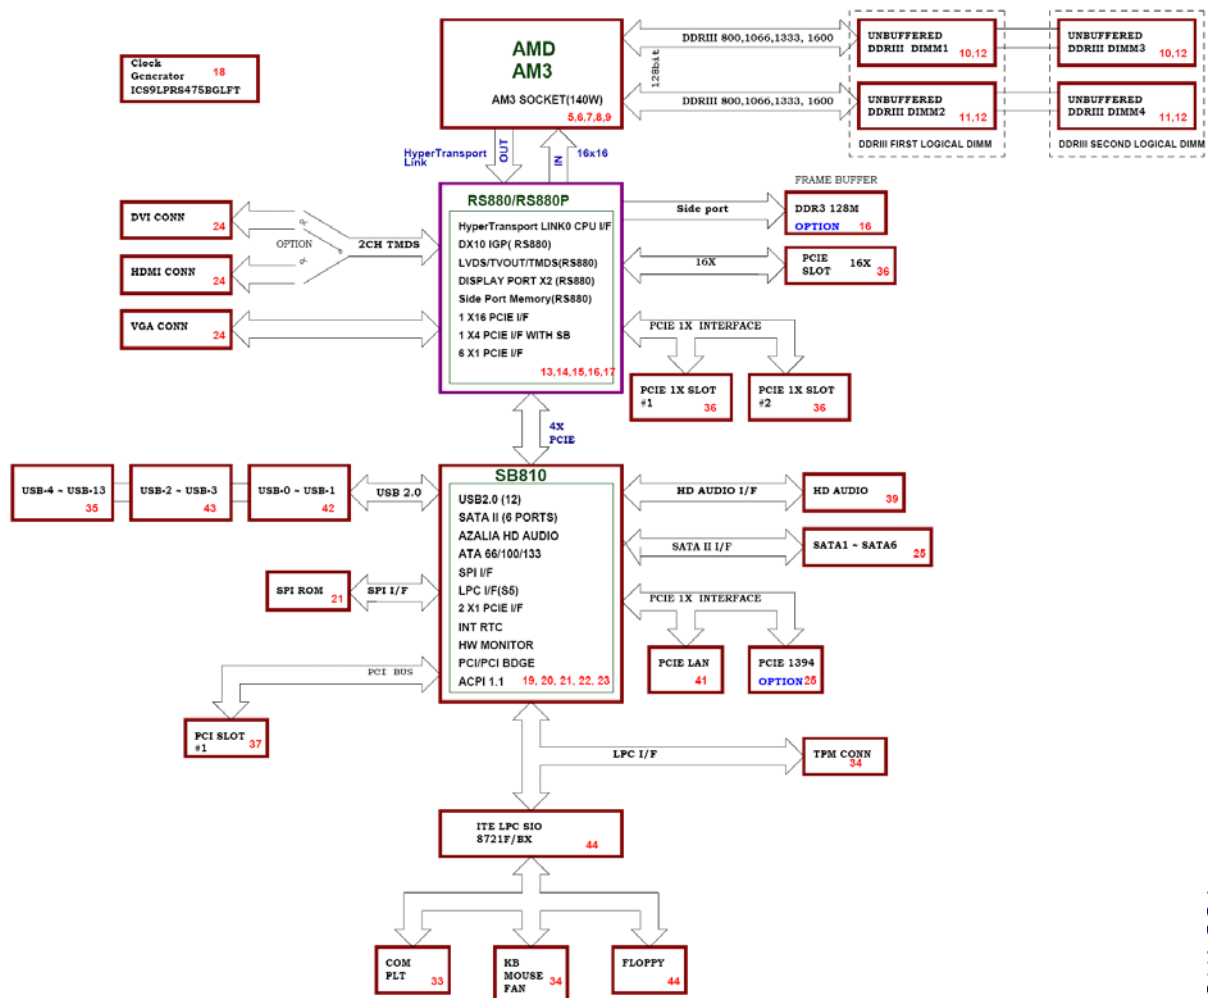 Clock
Generator 18
ICS9LPRS475BGLFT
AMD
AM3
AM3 SOCKET(140W)
5,6,7,8,9
DDRIII 800,1066,1333, 1600
128bit
DDRIII 800,1066,1333, 1600
UNBUFFERED
DDRIII DIMM1
10,12
UNBUFFERED
DDRIII DIMM3
10,12
UNBUFFERED
DDRIII DIMM2
11,12
UNBUFFERED
DDRIII DIMM4
11,12
DDRIII FIRST LOGICAL DIMM
DDRIII SECOND LOGICAL DIMM
HyperTransport
Link
OUT
IN
16x16
RS880/RS880P
HyperTransport LINK0 CPU I/F
DX10 IGP( RS880)
LVDS/TVOUT/TMDS(RS880)
DISPLAY PORT X2 (RS880)
Side Port Memory(RS880)
1 X16 PCIE I/F
1 X4 PCIE I/F WITH SB
6 X1 PCIE I/F
13,14,15,16,17
DVI CONN
24
OPTION
2CH TMDS
HDMI CONN
24
VGA CONN
24
FRAME BUFFER
Side port
DDR3 128M
OPTION 16
16X
PCIE 16X
SLOT 36
PCIE 1X INTERFACE
PCIE 1X SLOT
#1 36
PCIE 1X SLOT
#2 36
4X
PCIE
SB810
USB2.0 (12)
SATA II (6 PORTS)
AZALIA HD AUDIO
ATA 66/100/133
SPI I/F
LPC I/F(S5)
2 X1 PCIE I/F
INT RTC
HW MONITOR
PCI/PCI BDGE
ACPI 1.1 19, 20, 21, 22, 23
USB-4 ~ USB-13
35
USB-2 ~ USB-3
43
USB-0 ~ USB-1
42
USB 2.0
SPI ROM
21
SPI I/F
PCI BUS
PCI SLOT
#1 37
HD AUDIO I/F
HD AUDIO
39
SATA II I/F
SATA1 ~ SATA6
25
PCIE 1X INTERFACE
PCIE LAN
41
PCIE 1394
OPTION 25
LPC I/F
TPM CONN
34
ITE LPC SIO
8721F/BX
44
COM
PLT 33
KB
MOUSE 34
FAN
FLOPPY
44